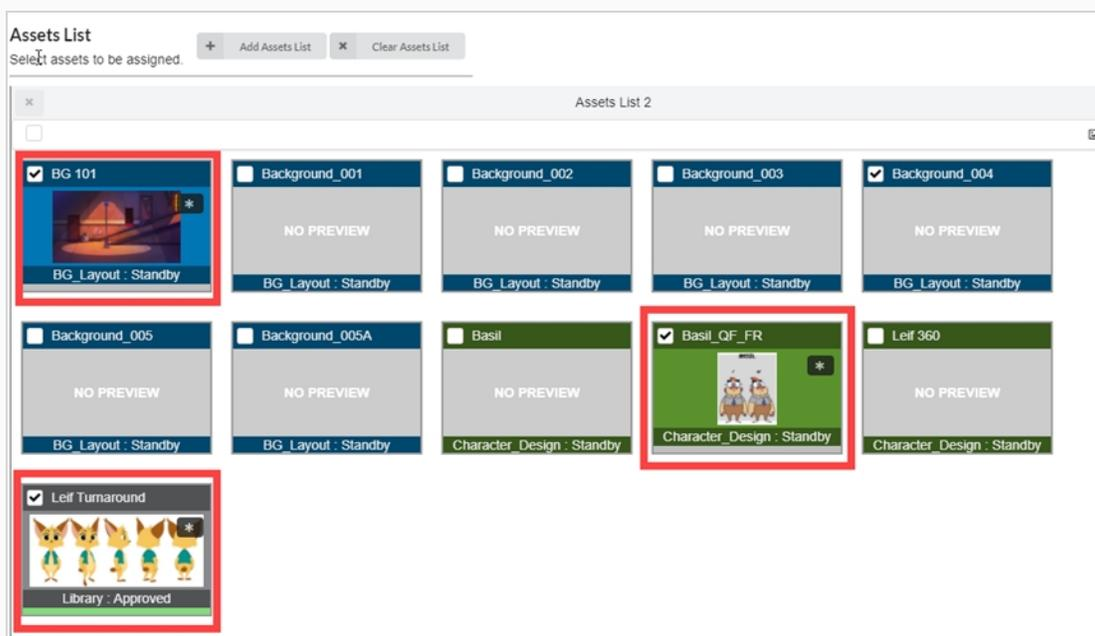 Assets List
+ Add Assets List × Clear Assets List
Select assets to be assigned.
× Assets List 2
BG 101 Background_001 Background_002 Background_003 Background_004
* NO PREVIEW NO PREVIEW NO PREVIEW NO PREVIEW
BG_Layout : Standby BG_Layout : Standby BG_Layout : Standby BG_Layout : Standby BG_Layout : Standby
Background_005 Background_005A Basil Basil_QF_FR Leif 360
NO PREVIEW NO PREVIEW NO PREVIEW * NO PREVIEW
BG_Layout : Standby BG_Layout : Standby Character_Design : Standby Character_Design : Standby Character_Design : Standby
Leif Turnaround
*
Library : Approved